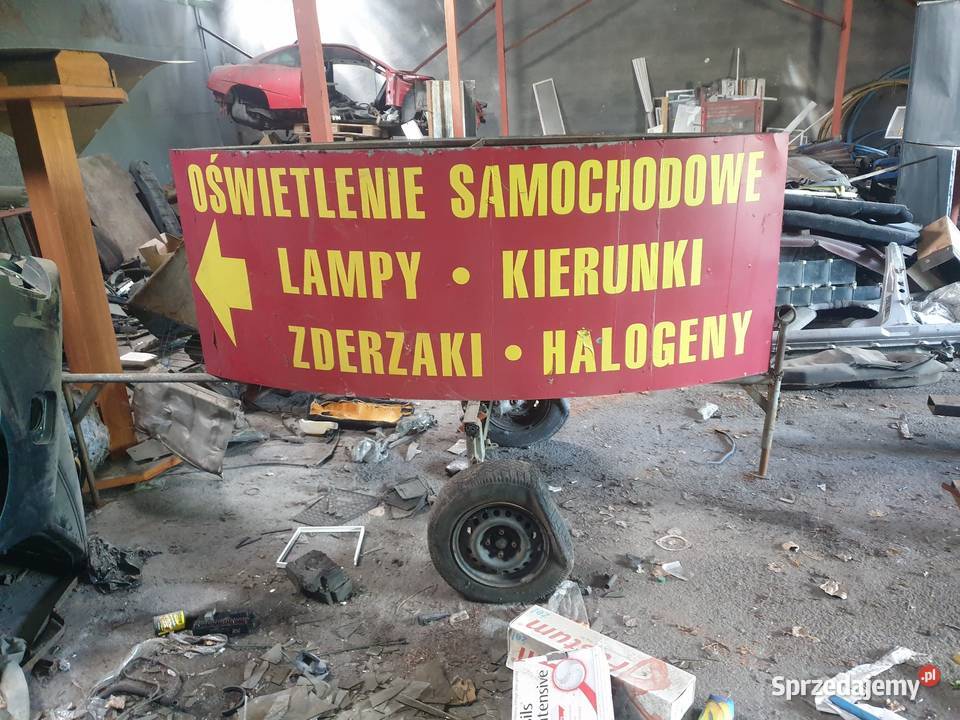 OŚWIETLENIE SAMOCHODOWE
LAMPY • KIERUNKI
ZDERZAKI • HALOGENY
Sprzedajemy.pl